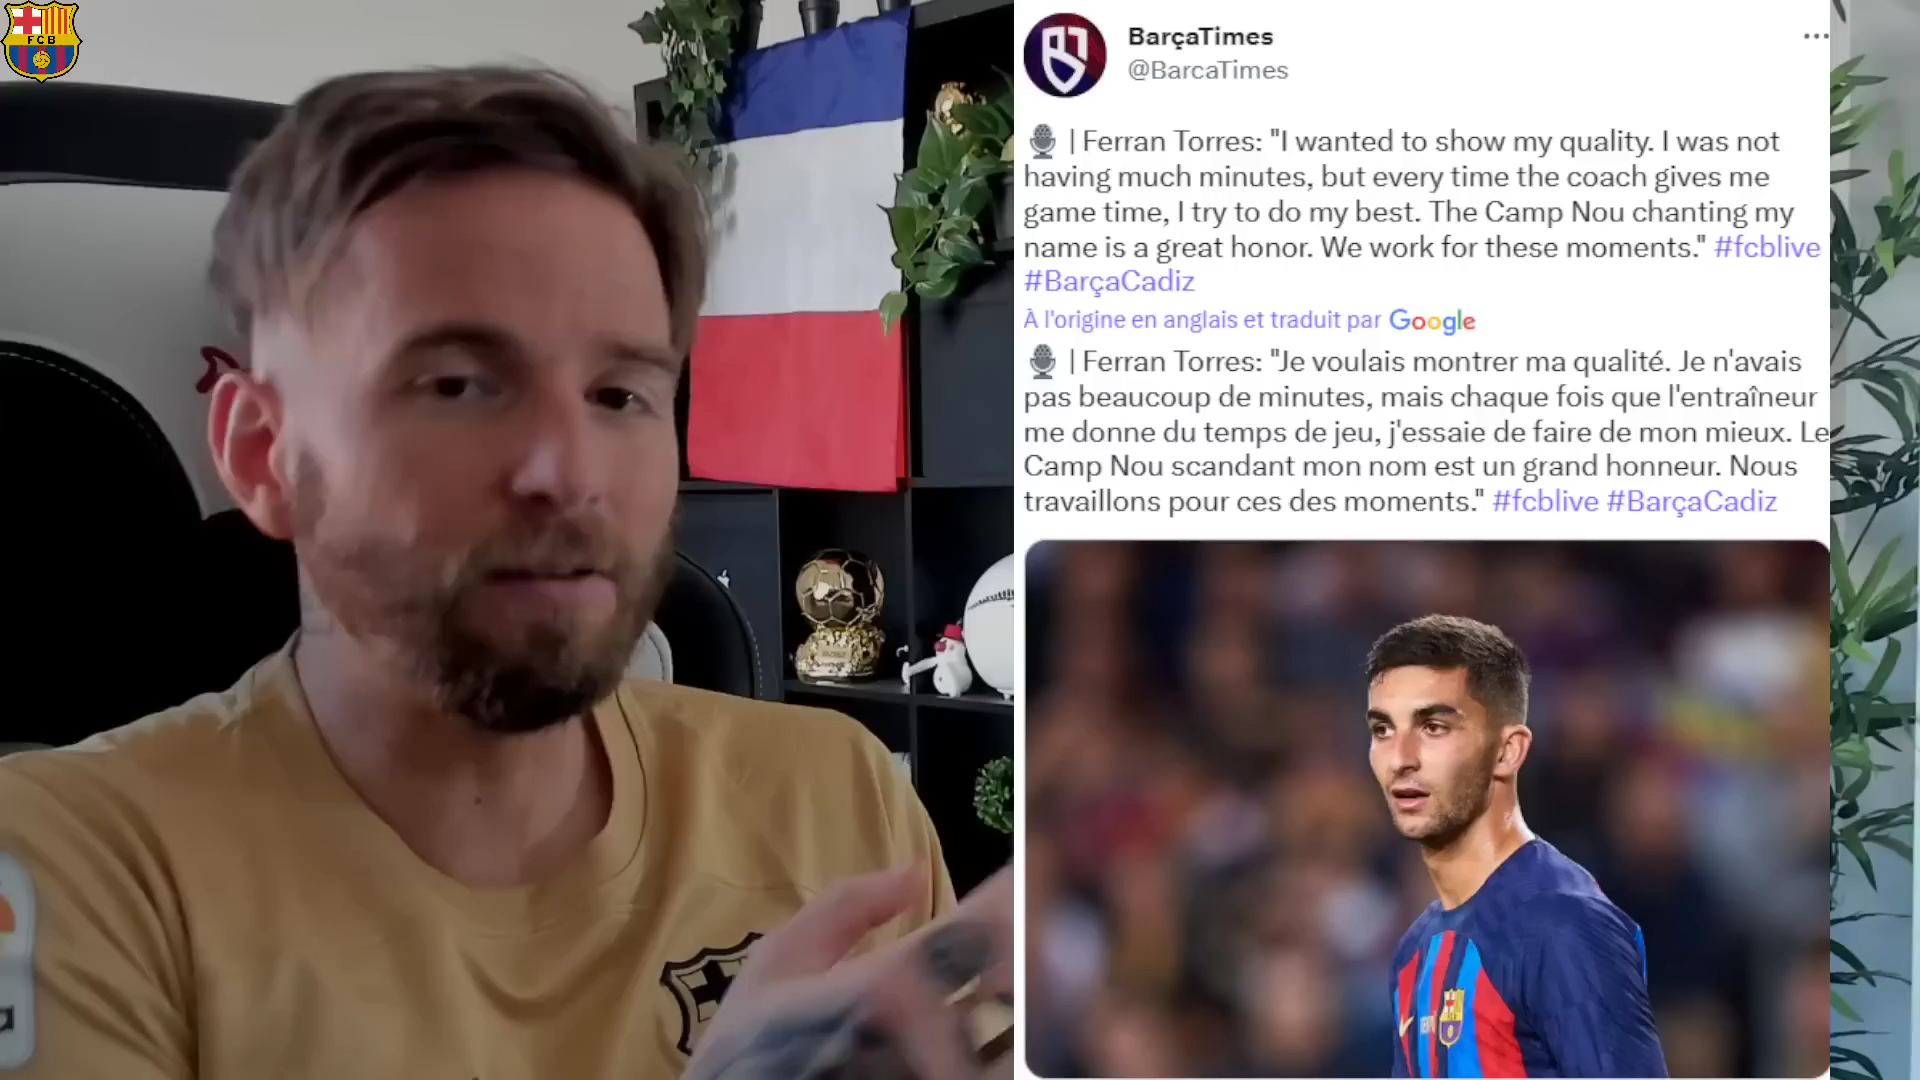 FCB
BarçaTimes
@BarcaTimes
| Ferran Torres: "I wanted to show my quality. I was not
having much minutes, but every time the coach gives me
game time, I try to do my best. The Camp Nou chanting my
name is a great honor. We work for these moments." #fcblive
#BarçaCadiz
À l'origine en anglais et traduit par Google
| Ferran Torres: "Je voulais montrer ma qualité. Je n'avais
pas beaucoup de minutes, mais chaque fois que l'entraîneur
me donne du temps de jeu, j'essaie de faire de mon mieux. Le
Camp Nou scandant mon nom est un grand honneur. Nous
travaillons pour ces des moments." #fcblive #BarçaCadiz